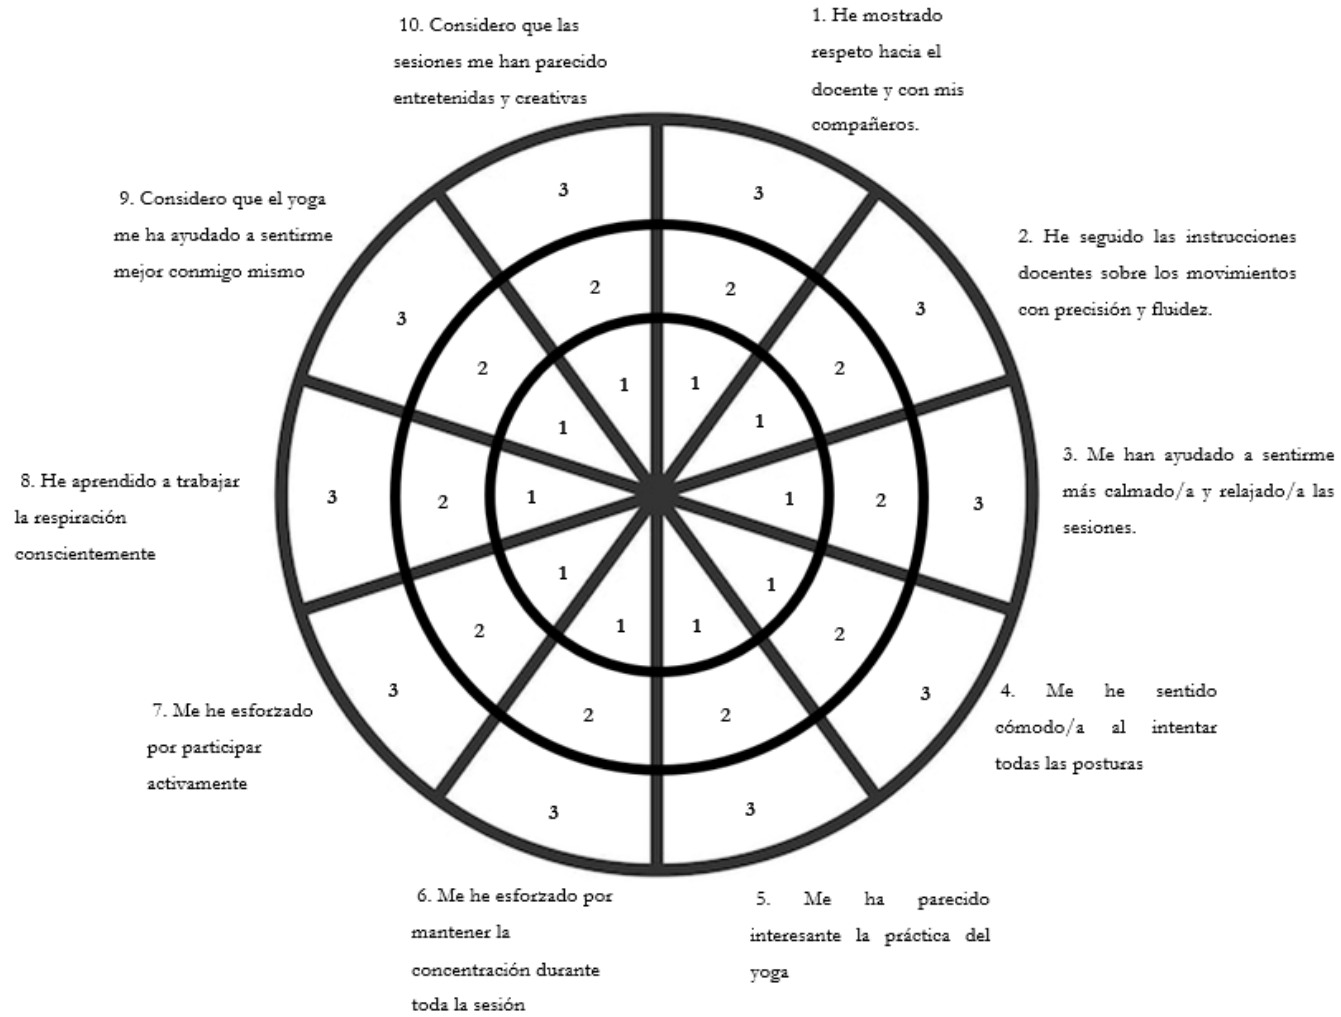 10. Considero que las
sesiones me han parecido
entretenidas y creativas
1. He mostrado
respeto hacia el
docente y con mis
compañeros.
2. He seguido las instrucciones
docentes sobre los movimientos
con precisión y fluidez.
3. Me han ayudado a sentirme
más calmado/a y relajado/a las
sesiones.
4. Me he sentido
cómodo/a al intentar
todas las posturas
5. Me ha parecido
interesante la práctica del
yoga
6. Me he esforzado por
mantener la
concentración durante
toda la sesión
7. Me he esforzado
por participar
activamente
8. He aprendido a trabajar
la respiración
conscientemente
9. Considero que el yoga
me ha ayudado a sentirme
mejor conmigo mismo
3 3
2 2
3 3
2 2
1 1
1 1
3 2 1 1 2 3
1 1
2 1 1 2
3 3
2 2
3 3